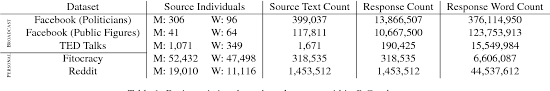 Dataset Source Individuals Source Text Count Response Count Response Word Count
BROADCAST
Facebook (Politicians) M: 306 W: 96 399,037 13,866,507 376,114,950
Facebook (Public Figures) M: 41 W: 64 117,811 10,667,500 123,753,913
TED Talks M: 1,071 W: 349 1,671 190,425 15,549,984
PERSONAL
Fitocracy M: 52,432 W: 47,498 318,535 318,535 6,606,087
Reddit M: 19,010 W: 11,116 1,453,512 1,453,512 44,537,612